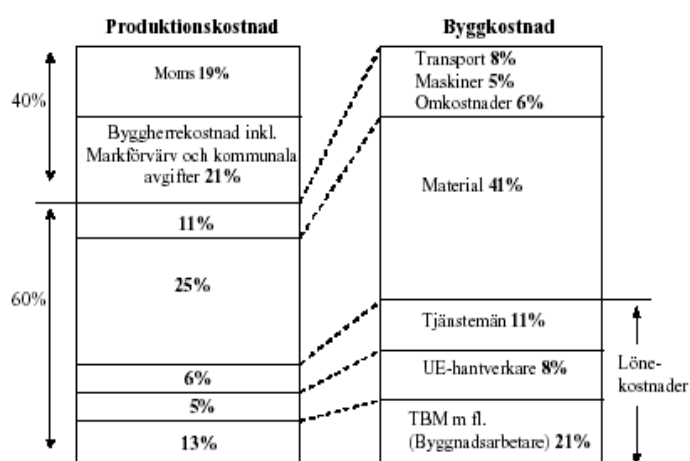 Produktionskostnad
Moms 19%
40%
Byggherrekostnad inkl.
Markförvärv och kommunala
avgifter 21%
11%
25%
60%
6%
5%
13%
Byggkostnad
Transport 8%
Maskiner 5%
Omkostnader 6%
Material 41%
Tjänstemän 11%
UE-hantverkare 8%
TBM m fl.
(Byggnadsarbetare) 21%
Löne-
kostnader